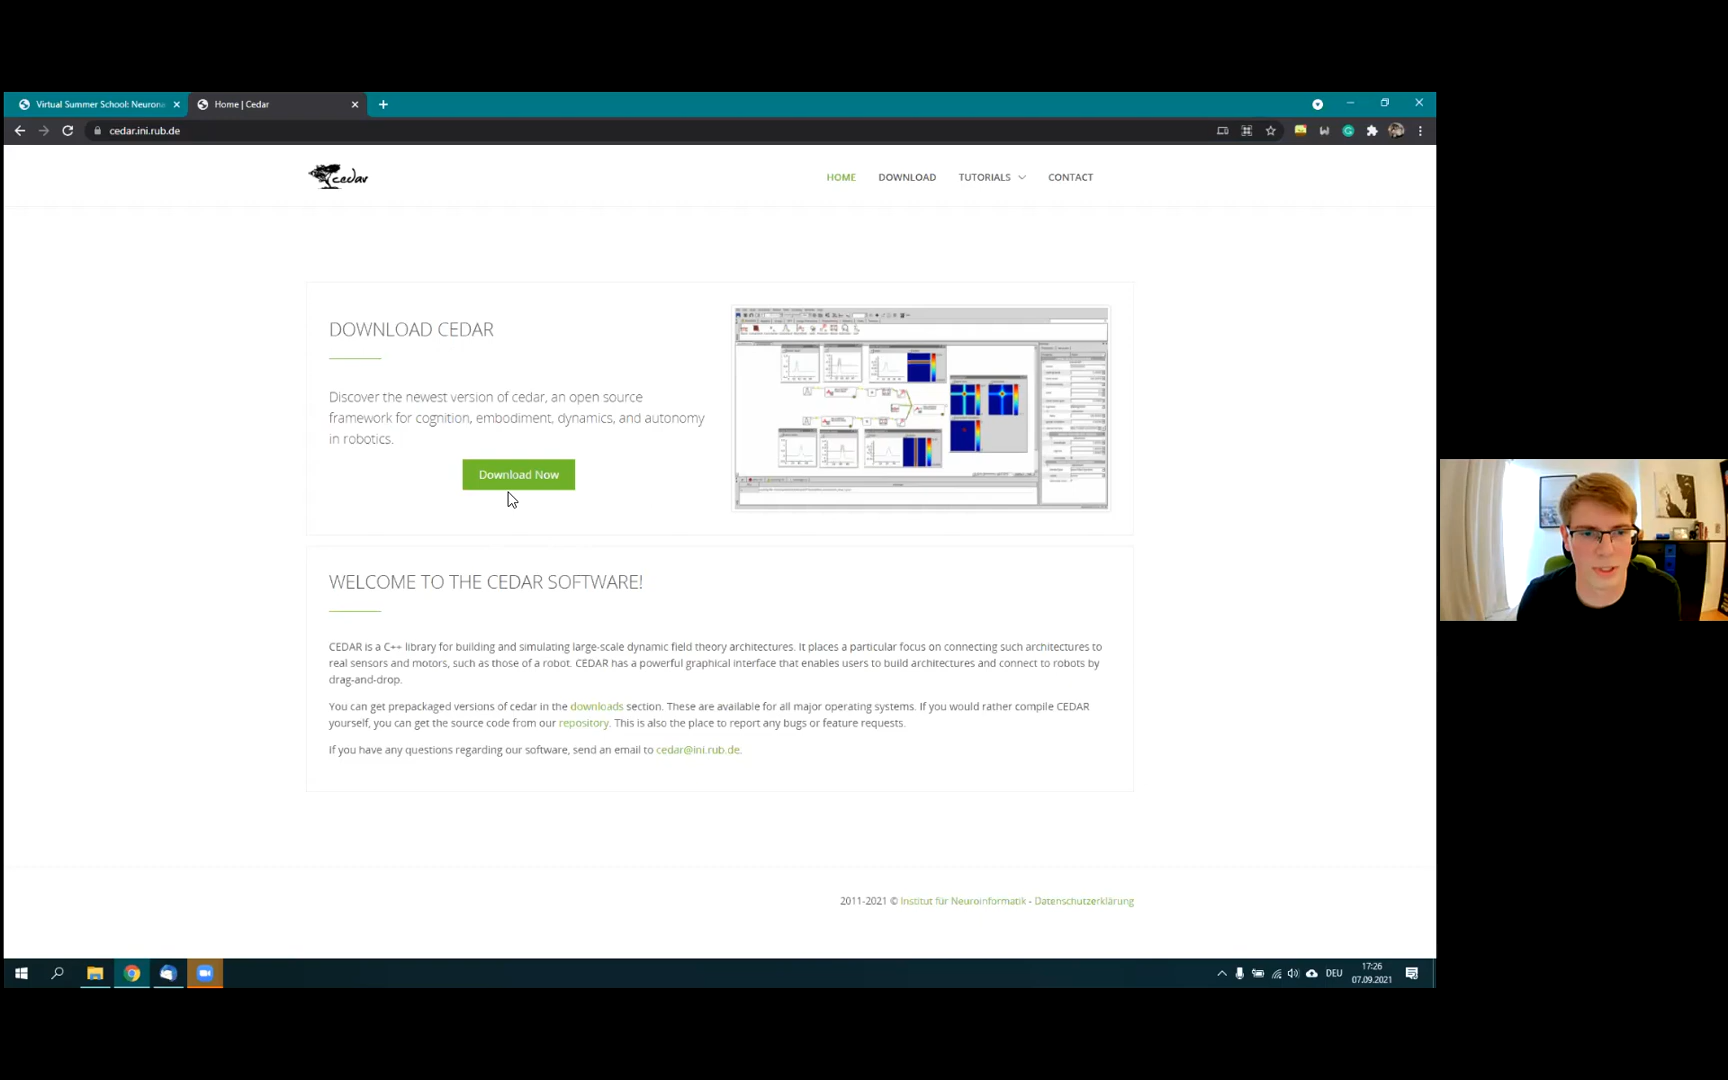 Virtual Summer School: Neurona
Home | Cedar
cedar.ini.rub.de
cedar
HOME
DOWNLOAD
TUTORIALS
CONTACT
DOWNLOAD CEDAR
Discover the newest version of cedar, an open source
framework for cognition, embodiment, dynamics, and autonomy
in robotics.
Download Now
WELCOME TO THE CEDAR SOFTWARE!
CEDAR is a C++ library for building and simulating large-scale dynamic field theory architectures. It places a particular focus on connecting such architectures to
real sensors and motors, such as those of a robot. CEDAR has a powerful graphical interface that enables users to build architectures and connect to robots by
drag-and-drop.
You can get prepackaged versions of cedar in the downloads section. These are available for all major operating systems. If you would rather compile CEDAR
yourself, you can get the source code from our repository. This is also the place to report any bugs or feature requests.
If you have any questions regarding our software, send an email to cedar@ini.rub.de.
2011-2021 © Institut für Neuroinformatik - Datenschutzerklärung
DEU
17:26
07.09.2021